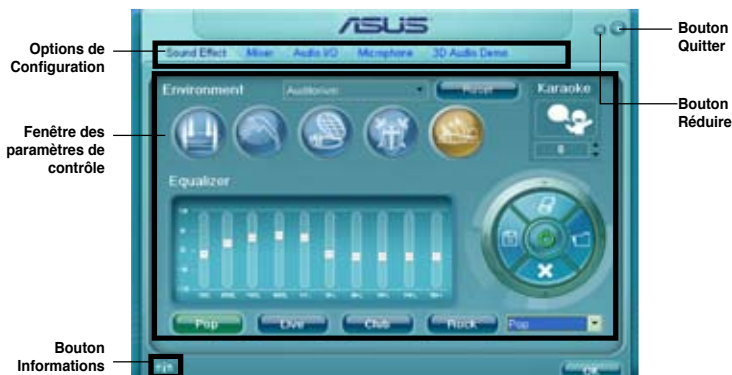 ASUS
Bouton
Quitter
Options de
Configuration
Sound Effect Mixer Audio I/O Microphone 3D Audio Demo
Environment Auditorium Reset Karaoke
Bouton
Réduire
Fenêtre des
paramètres de
contrôle
0
Equalizer
Pop Live Club Rock Pop
Bouton
Informations
OK